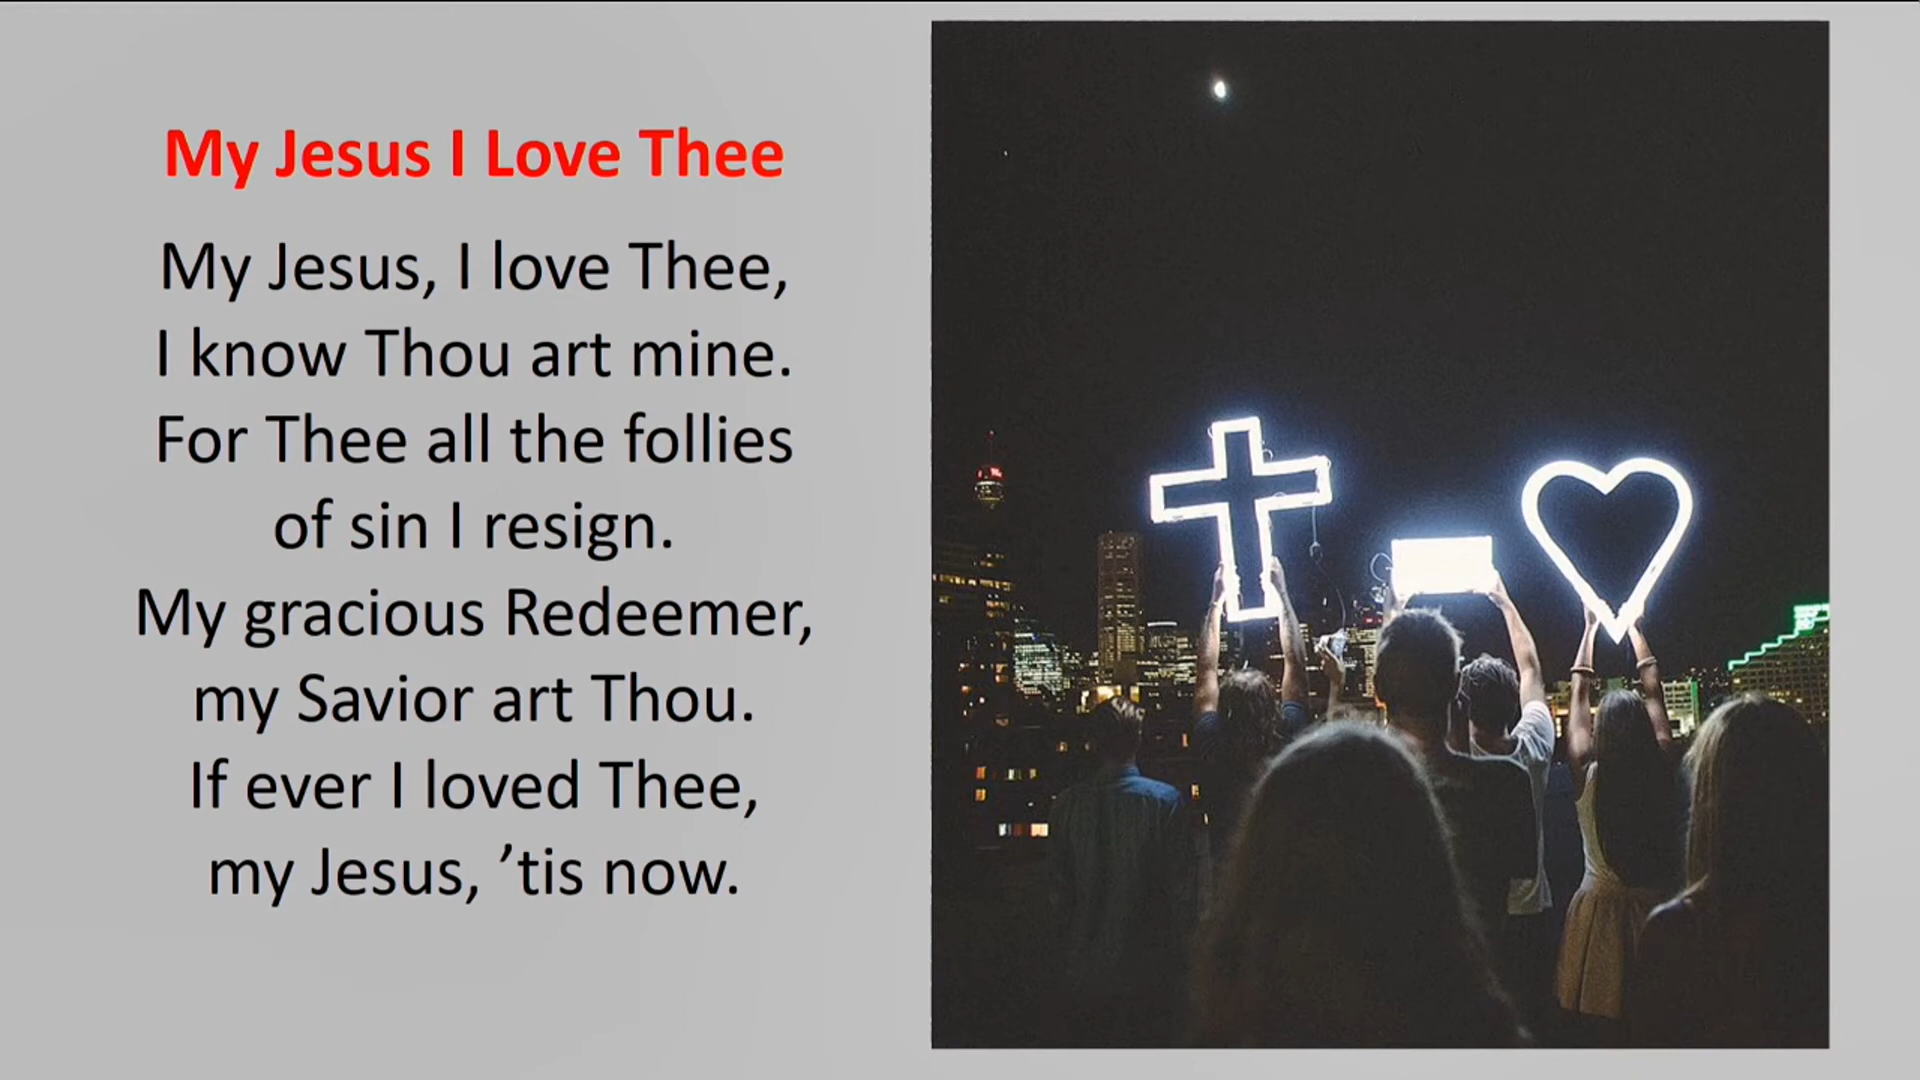 My Jesus I Love Thee
My Jesus, I love Thee,
I know Thou art mine.
For Thee all the follies
of sin I resign.
My gracious Redeemer,
my Savior art Thou.
If ever I loved Thee,
my Jesus, ’tis now.